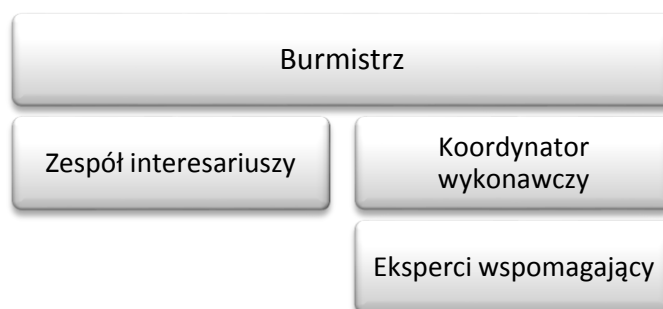 Burmistrz
Zespół interesariuszy
Koordynator
wykonawczy
Eksperci wspomagający